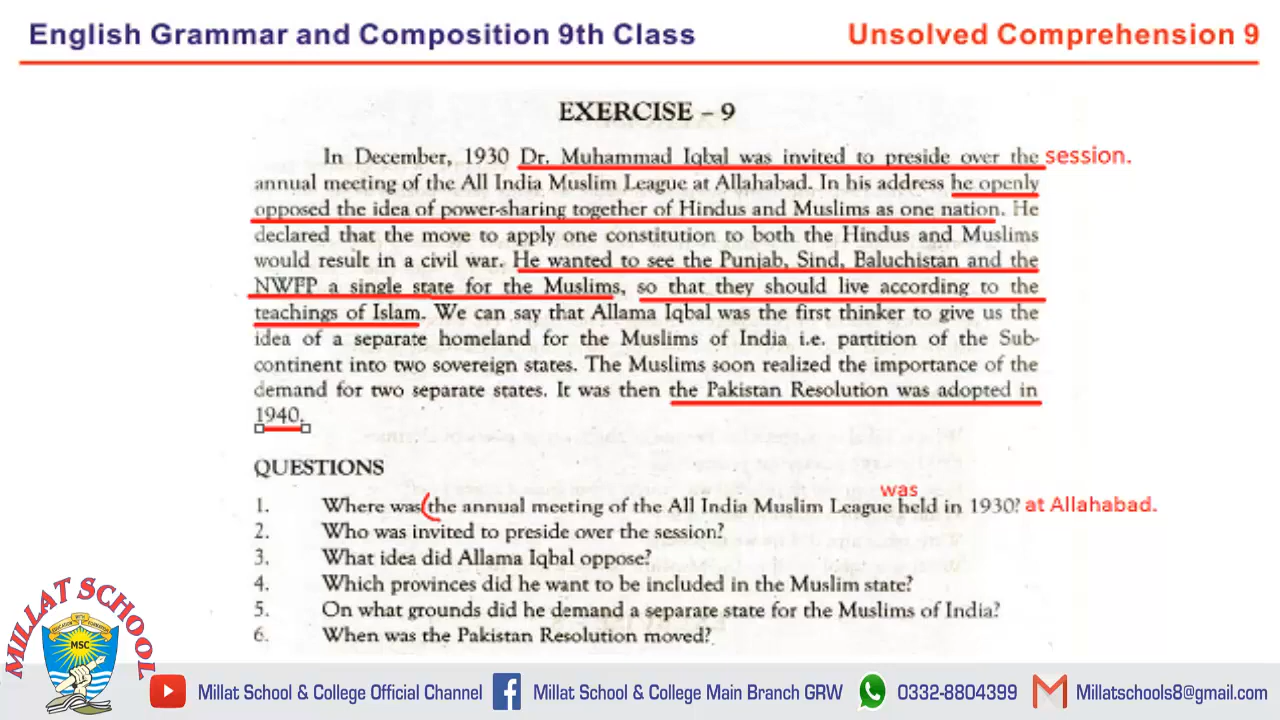 English Grammar and Composition 9th Class Unsolved Comprehension 9
EXERCISE – 9
In December, 1930 Dr. Muhammad Iqbal was invited to preside over the session.
annual meeting of the All India Muslim League at Allahabad. In his address he openly
opposed the idea of power-sharing together of Hindus and Muslims as one nation. He
declared that the move to apply one constitution to both the Hindus and Muslims
would result in a civil war. He wanted to see the Punjab, Sind, Baluchistan and the
NWFP a single state for the Muslims, so that they should live according to the
teachings of Islam. We can say that Allama Iqbal was the first thinker to give us the
idea of a separate homeland for the Muslims of India i.e. partition of the Sub-
continent into two sovereign states. The Muslims soon realized the importance of the
demand for two separate states. It was then the Pakistan Resolution was adopted in
1940.
QUESTIONS
was
1. Where was (the annual meeting of the All India Muslim League held in 1930? at Allahabad.
2. Who was invited to preside over the session?
3. What idea did Allama Iqbal oppose?
4. Which provinces did he want to be included in the Muslim state?
5. On what grounds did he demand a separate state for the Muslims of India?
6. When was the Pakistan Resolution moved?
MILLAT SCHOOL
MSC
Millat School & College Official Channel Millat School & College Main Branch GRW 0332-8804399 Millatschools8@gmail.com